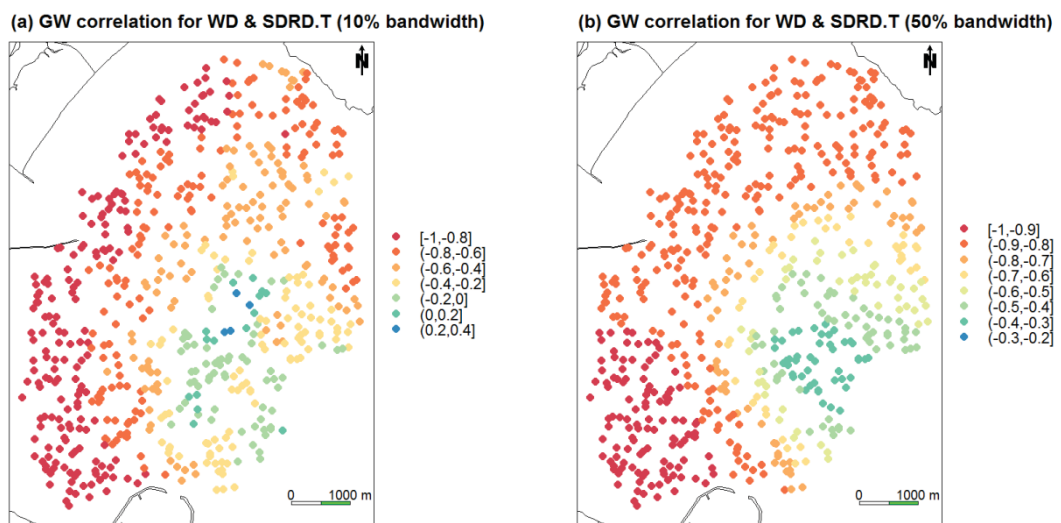 (a) GW correlation for WD & SDRD.T (10% bandwidth)
N
[-1,-0.8]
(-0.8,-0.6]
(-0.6,-0.4]
(-0.4,-0.2]
(-0.2,0]
(0,0.2]
(0.2,0.4]
0 1000 m
(b) GW correlation for WD & SDRD.T (50% bandwidth)
N
[-1,-0.9]
(-0.9,-0.8]
(-0.8,-0.7]
(-0.7,-0.6]
(-0.6,-0.5]
(-0.5,-0.4]
(-0.4,-0.3]
(-0.3,-0.2]
0 1000 m